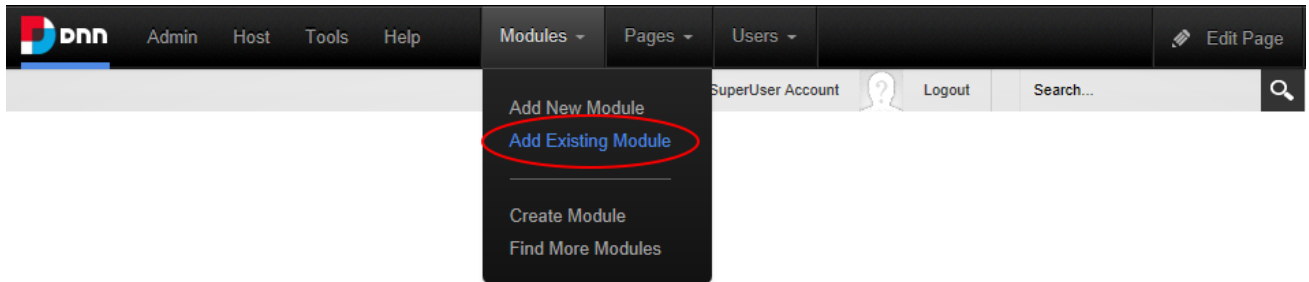 DNN Admin Host Tools Help Modules Pages Users Edit Page
SuperUser Account Logout Search...
Add New Module
Add Existing Module
Create Module
Find More Modules